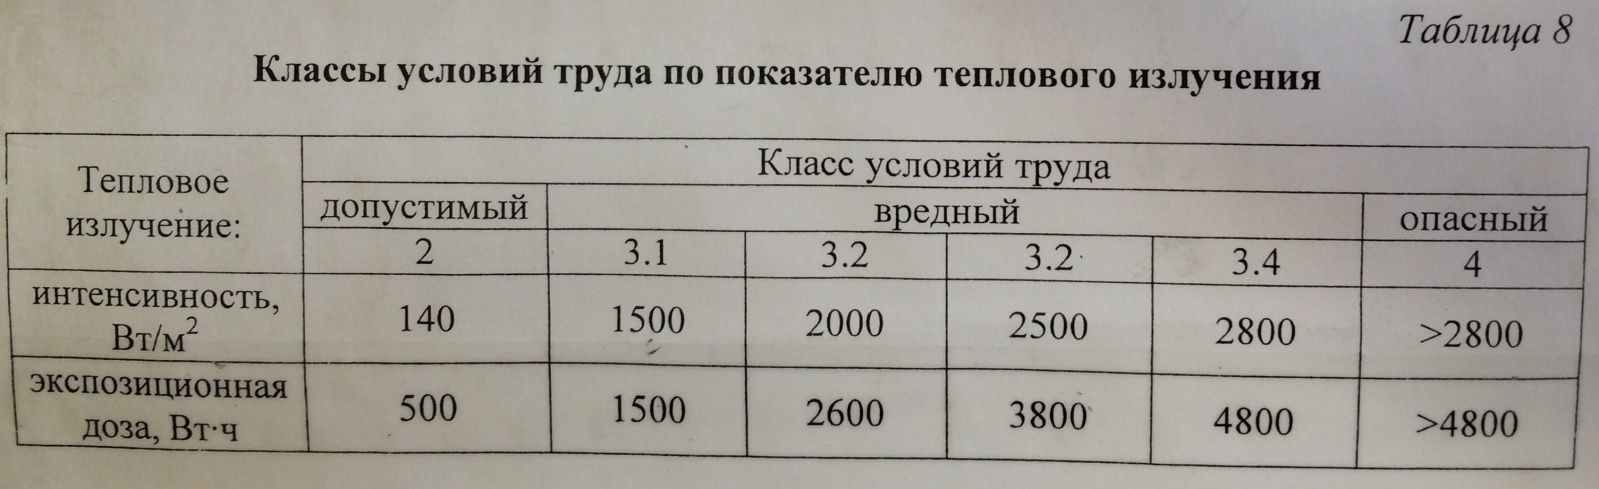 Таблица 8
Классы условий труда по показателю теплового излучения
Тепловое
излучение:
Класс условий труда
допустимый вредный опасный
2 3.1 3.2 3.2 3.4 4
интенсивность,
Вт/м² 140 1500 2000 2500 2800 >2800
экспозиционная
доза, Вт·ч 500 1500 2600 3800 4800 >4800